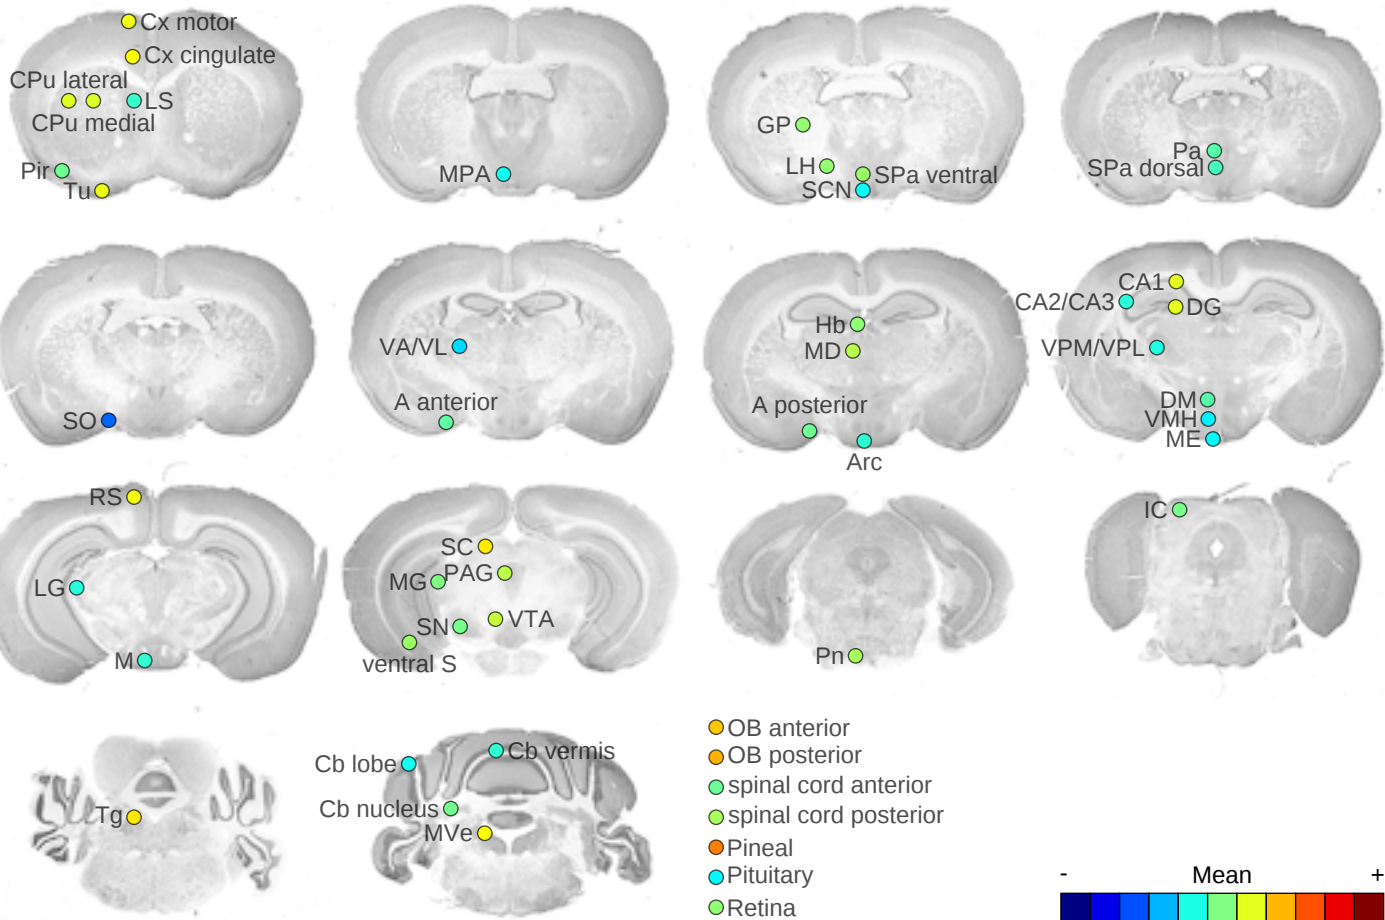 Cx motor
Cx cingulate
CPu lateral
LS
CPu medial
Pir
Tu
MPA
GP
LH
SPa ventral
SCN
Pa
SPa dorsal
SO
VA/VL
A anterior
Hb
MD
A posterior
Arc
CA1
CA2/CA3
DG
VPM/VPL
DM
VMH
ME
RS
LG
M
SC
PAG
MG
VTA
SN
ventral S
Pn
IC
Tg
Cb vermis
Cb lobe
Cb nucleus
MVe
OB anterior
OB posterior
spinal cord anterior
spinal cord posterior
Pineal
Pituitary
Retina
- Mean +